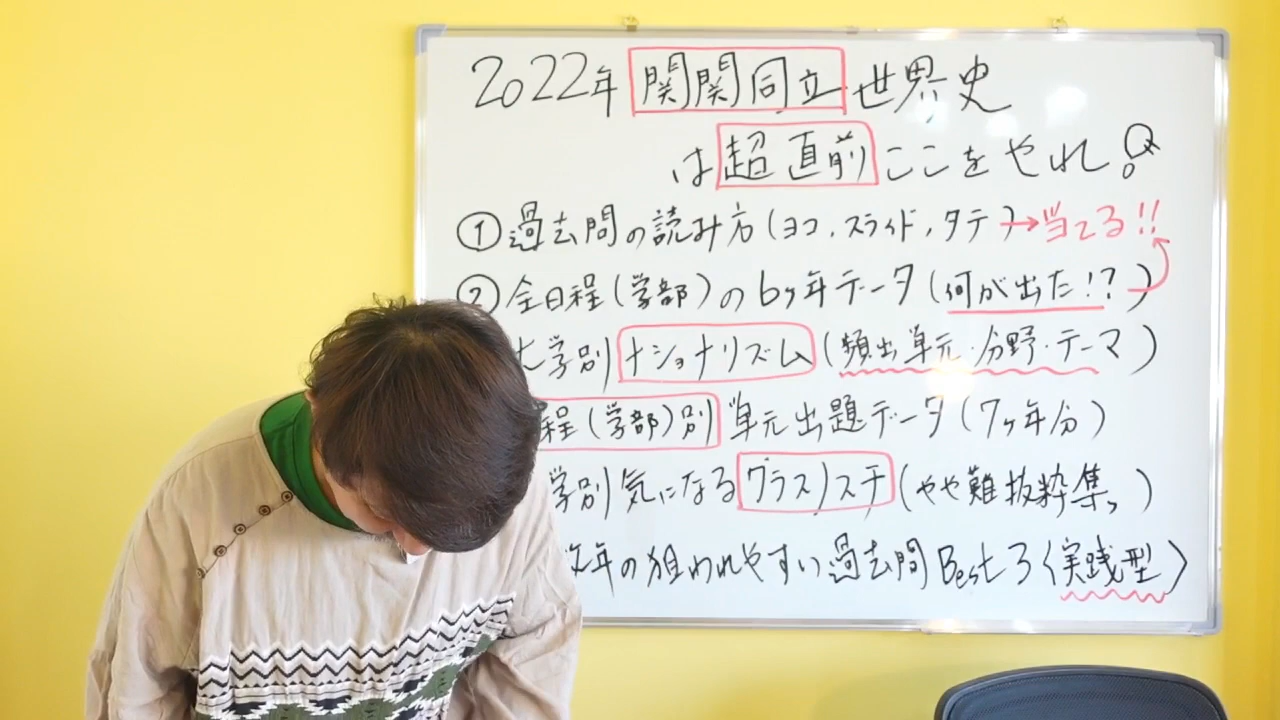 2022年 関関同立 世界史
は超直前 ここをやれ!
①過去問の読み方(ヨコ、スライド、タテ)→当てる!!
②全日程(学部)の6ヶ年データ(何が出た!?)
大学別ナショナリズム(頻出単元・分野・テーマ)
程(学部)別 単元出題データ(7ヶ年分)
学別気になるプラスノステ(やや難抜粋集。)
年の狙われやすい過去問Best3(実践型)